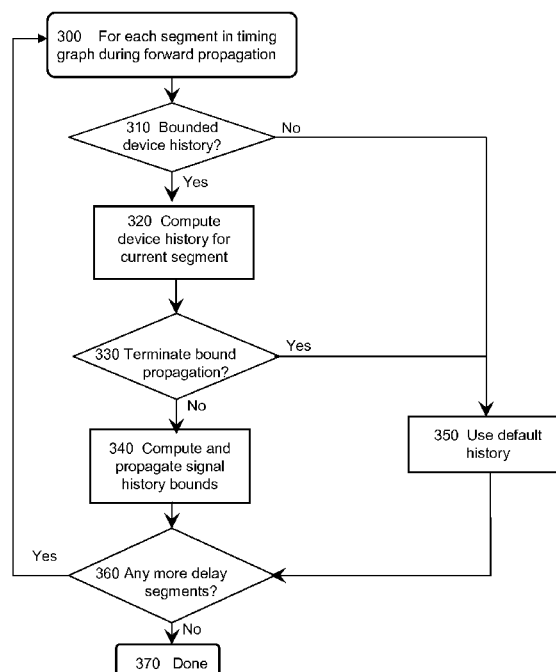 300 For each segment in timing
graph during forward propagation
310 Bounded
device history?
No
Yes
320 Compute
device history for
current segment
330 Terminate bound
propagation?
Yes
No
340 Compute and
propagate signal
history bounds
350 Use default
history
Yes
360 Any more delay
segments?
No
370 Done